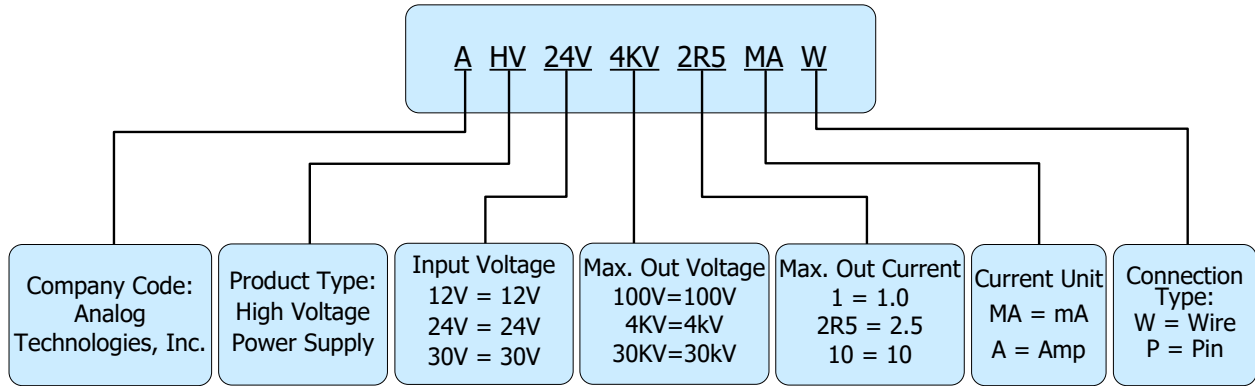 A HV 24V 4KV 2R5 MA W
Company Code:
Analog
Technologies, Inc.
Product Type:
High Voltage
Power Supply
Input Voltage
12V = 12V
24V = 24V
30V = 30V
Max. Out Voltage
100V=100V
4KV=4kV
30KV=30kV
Max. Out Current
1 = 1.0
2R5 = 2.5
10 = 10
Current Unit
MA = mA
A = Amp
Connection
Type:
W = Wire
P = Pin